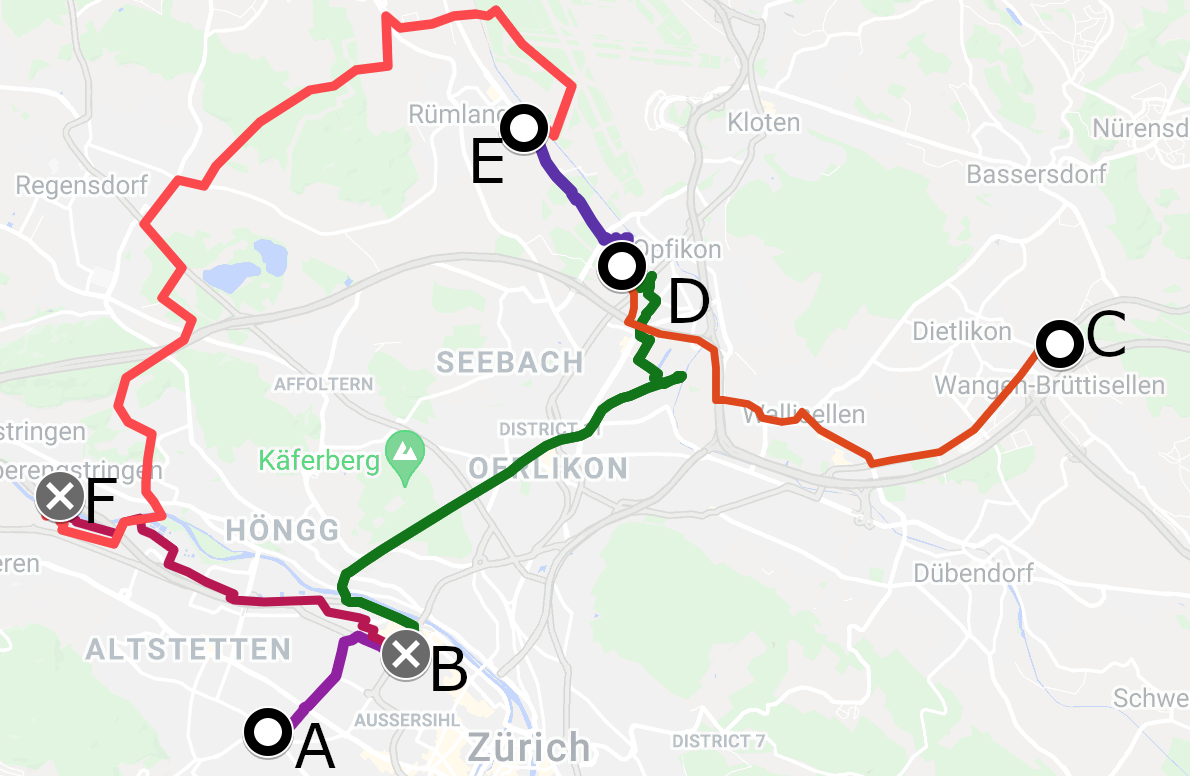 Rümlang
Kloten
Nürensd
E
Bassersdorf
Regensdorf
Opfikon
D
Dietlikon
C
SEEBACH
AFFOLTERN
Wangen-Brüttisellen
Wallisellen
stringen
DISTRICT 11
Käferberg
OERLIKON
berengstringen
F
HÖNGG
eren
Dübendorf
ALTSTETTEN
B
Schwe
AUSSERSIHL
A
Zürich
DISTRICT 7